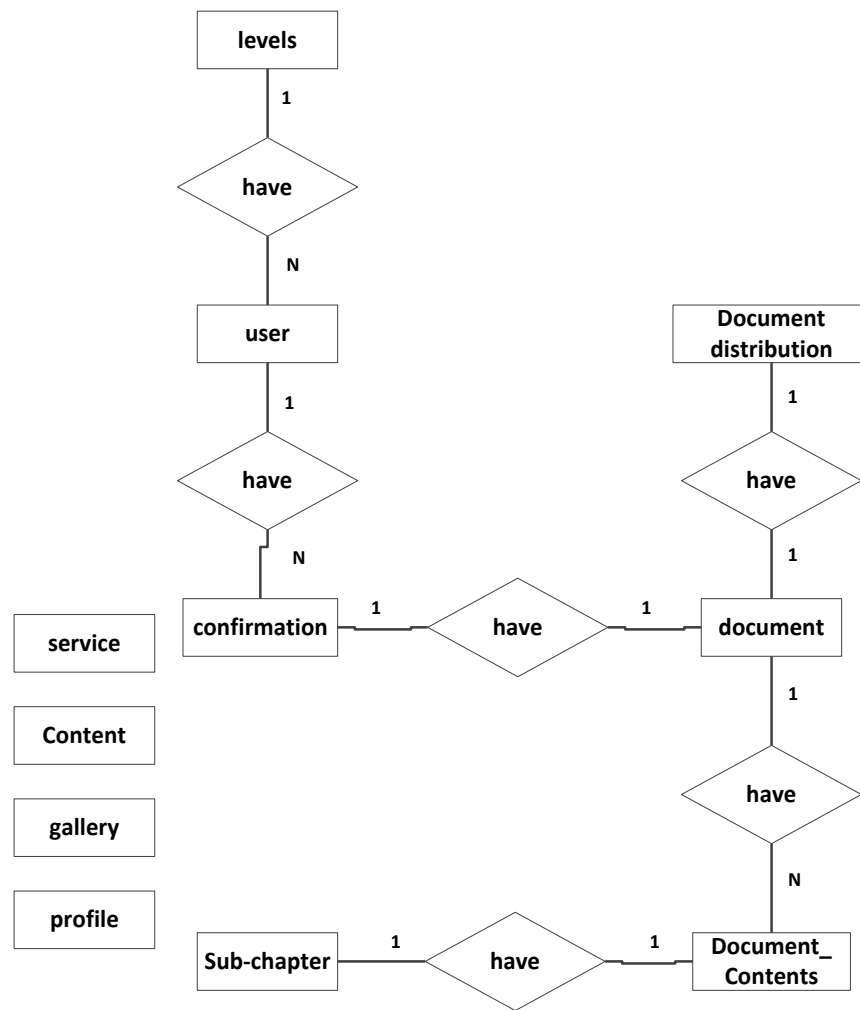 levels
1
have
N
user
Document
distribution
1
1
have
have
N
1
confirmation
1
have
1
document
service
1
Content
have
gallery
N
profile
Sub-chapter
1
have
1
Document_
Contents